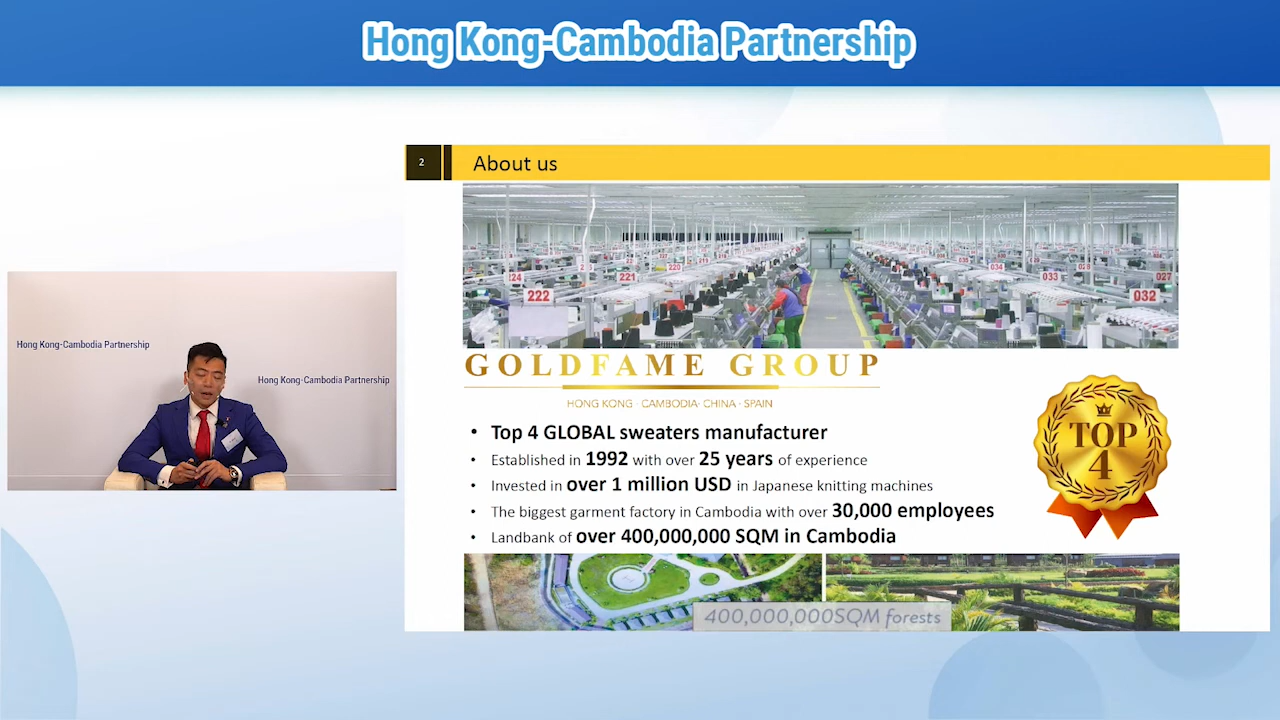 Hong Kong-Cambodia Partnership
Hong Kong-Cambodia Partnership
Hong Kong-Cambodia Partnership
2
About us
222
221
220
034
033
027
032
GOLDFAME GROUP
HONG KONG · CAMBODIA· CHINA · SPAIN
• Top 4 GLOBAL sweaters manufacturer
• Established in 1992 with over 25 years of experience
• Invested in over 1 million USD in Japanese knitting machines
• The biggest garment factory in Cambodia with over 30,000 employees
• Landbank of over 400,000,000 SQM in Cambodia
TOP
4
400,000,000SQM forests